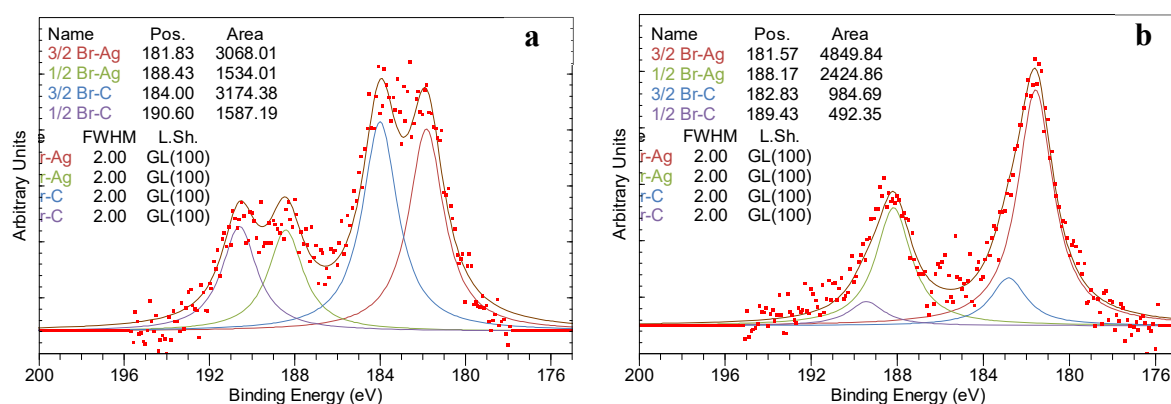 a
Name Pos. Area
3/2 Br-Ag 181.83 3068.01
1/2 Br-Ag 188.43 1534.01
3/2 Br-C 184.00 3174.38
1/2 Br-C 190.60 1587.19
FWHM L.Sh.
r-Ag 2.00 GL(100)
r-Ag 2.00 GL(100)
r-C 2.00 GL(100)
r-C 2.00 GL(100)
Arbitrary Units
200 196 192 188 184 180 176
Binding Energy (eV)
b
Name Pos. Area
3/2 Br-Ag 181.57 4849.84
1/2 Br-Ag 188.17 2424.86
3/2 Br-C 182.83 984.69
1/2 Br-C 189.43 492.35
FWHM L.Sh.
r-Ag 2.00 GL(100)
r-Ag 2.00 GL(100)
r-C 2.00 GL(100)
r-C 2.00 GL(100)
Arbitrary Units
200 196 192 188 184 180 176
Binding Energy (eV)